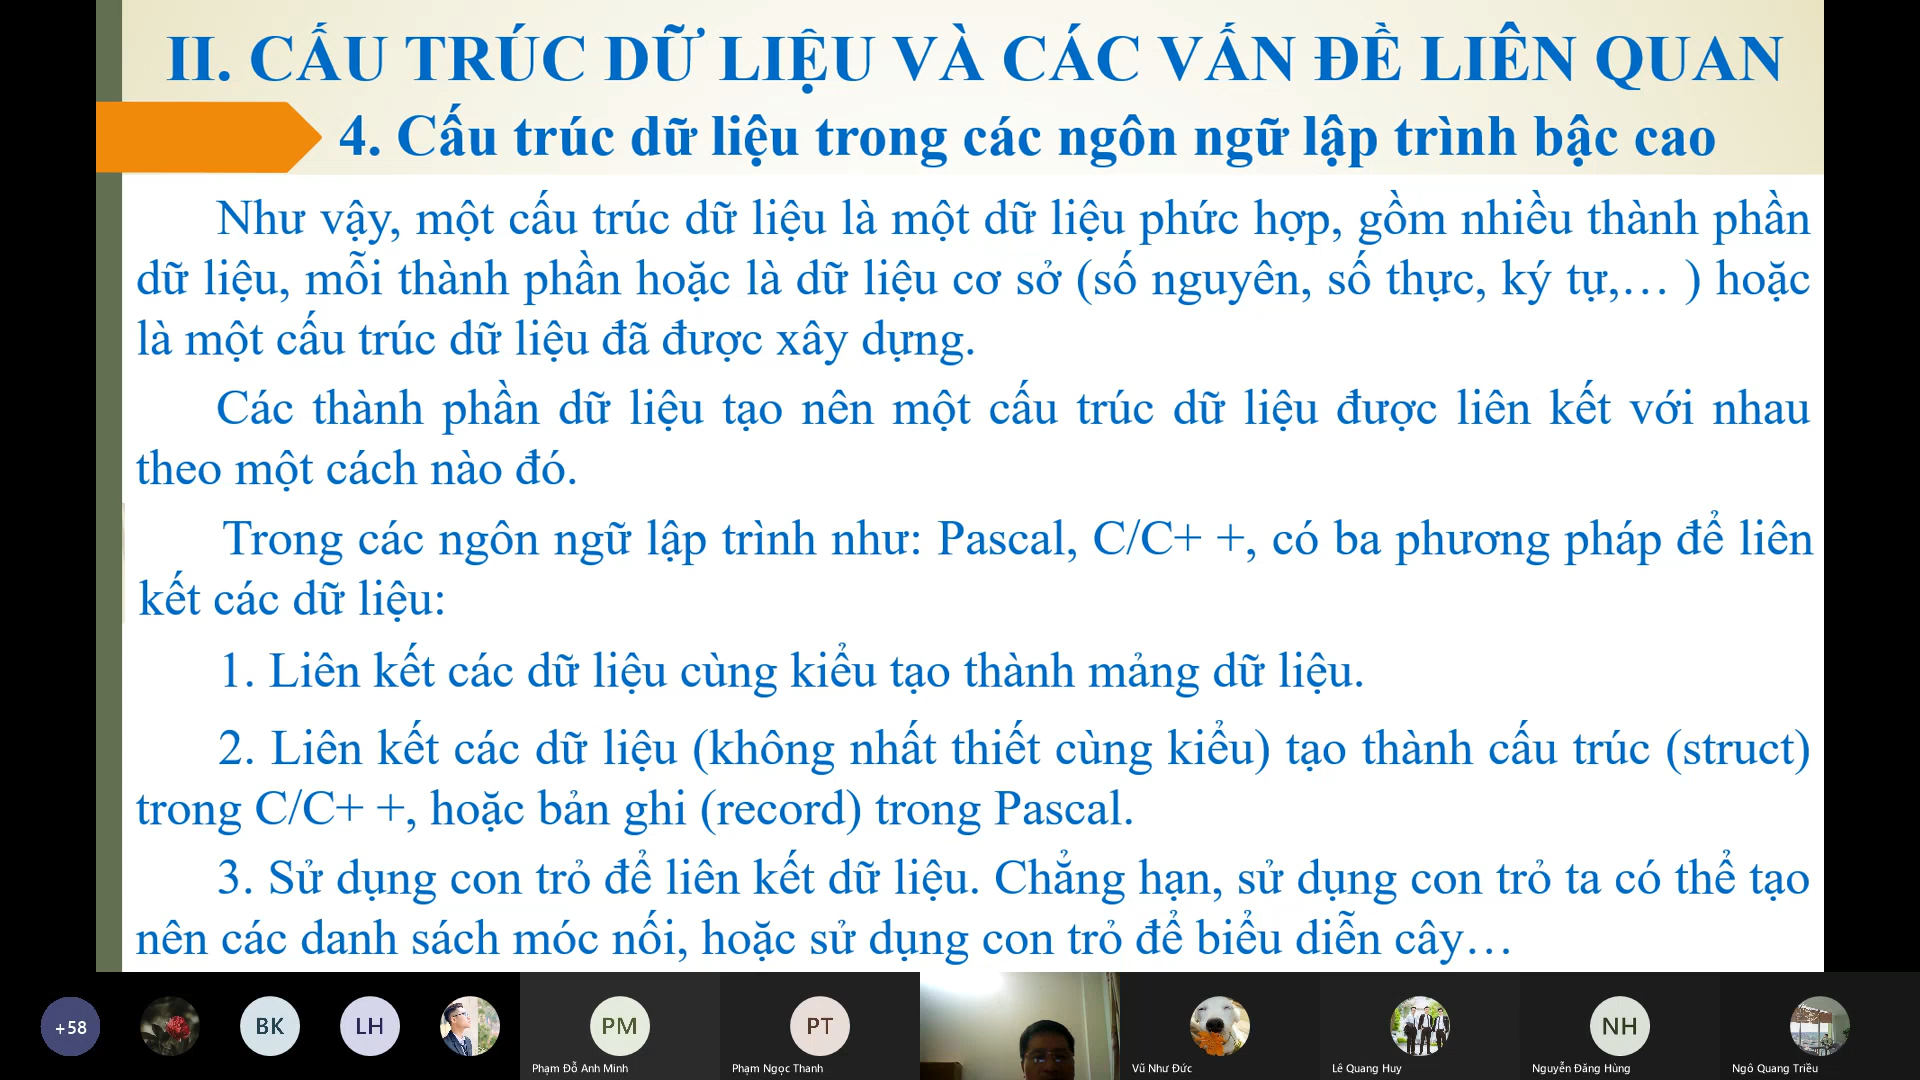 II. CẤU TRÚC DỮ LIỆU VÀ CÁC VẤN ĐỀ LIÊN QUAN
4. Cấu trúc dữ liệu trong các ngôn ngữ lập trình bậc cao
Như vậy, một cấu trúc dữ liệu là một dữ liệu phức hợp, gồm nhiều thành phần
dữ liệu, mỗi thành phần hoặc là dữ liệu cơ sở (số nguyên, số thực, ký tự,… ) hoặc
là một cấu trúc dữ liệu đã được xây dựng.
Các thành phần dữ liệu tạo nên một cấu trúc dữ liệu được liên kết với nhau
theo một cách nào đó.
Trong các ngôn ngữ lập trình như: Pascal, C/C+ +, có ba phương pháp để liên
kết các dữ liệu:
1. Liên kết các dữ liệu cùng kiểu tạo thành mảng dữ liệu.
2. Liên kết các dữ liệu (không nhất thiết cùng kiểu) tạo thành cấu trúc (struct)
trong C/C+ +, hoặc bản ghi (record) trong Pascal.
3. Sử dụng con trỏ để liên kết dữ liệu. Chẳng hạn, sử dụng con trỏ ta có thể tạo
nên các danh sách móc nối, hoặc sử dụng con trỏ để biểu diễn cây…
+58 BK LH PM PT NH
Phạm Đỗ Anh Minh Phạm Ngọc Thanh Vũ Như Đức Lê Quang Huy Nguyễn Đăng Hùng Ngô Quang Triều